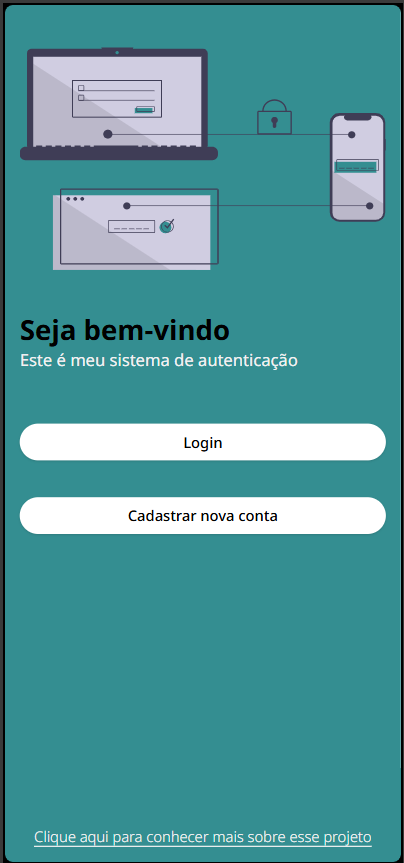 Seja bem-vindo
Este é meu sistema de autenticação
Login
Cadastrar nova conta
Clique aqui para conhecer mais sobre esse projeto